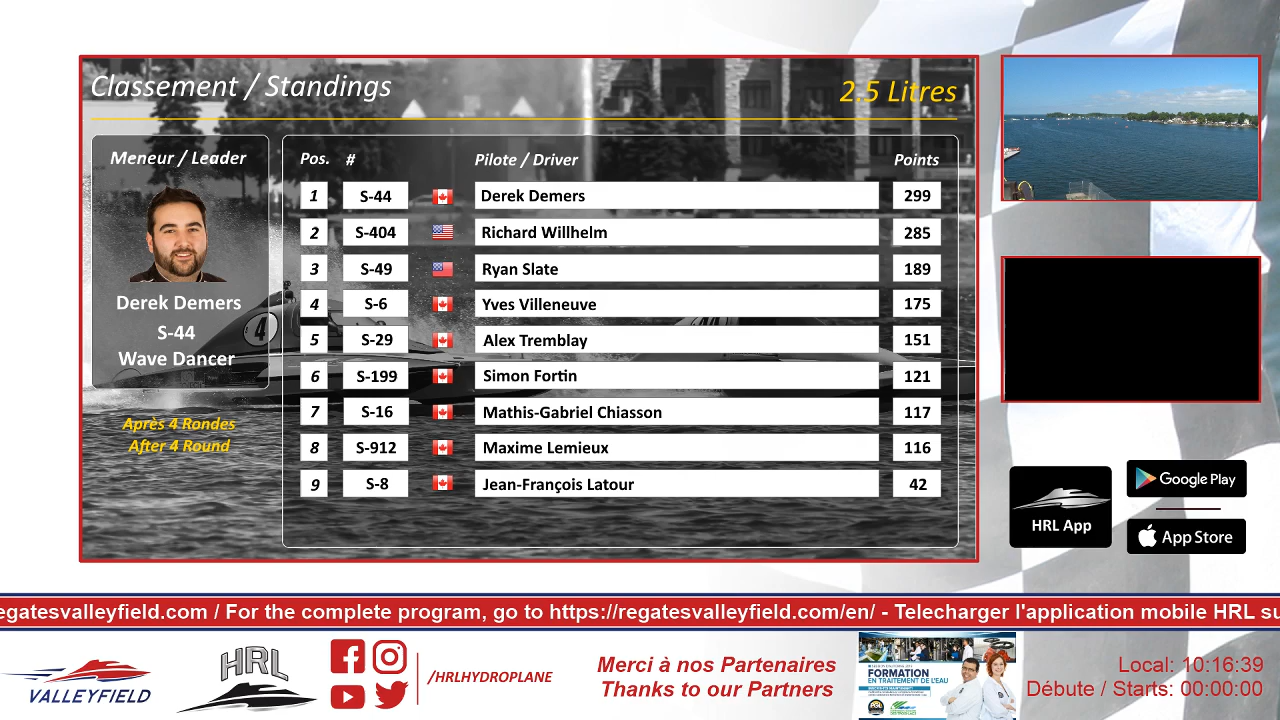 Classement / Standings
2.5 Litres
Meneur / Leader
Derek Demers
S-44
Wave Dancer
Après 4 Rondes
After 4 Round
Pos. # Pilote / Driver Points
1 S-44 Derek Demers 299
2 S-404 Richard Willhelm 285
3 S-49 Ryan Slate 189
4 S-6 Yves Villeneuve 175
5 S-29 Alex Tremblay 151
6 S-199 Simon Fortin 121
7 S-16 Mathis-Gabriel Chiasson 117
8 S-912 Maxime Lemieux 116
9 S-8 Jean-François Latour 42
HRL App
Google Play
App Store
egatesvalleyfield.com / For the complete program, go to https://regatesvalleyfield.com/en/ - Telecharger l'application mobile HRL su
VALLEYFIELD
HRL
/HRLHYDROPLANE
Merci à nos Partenaires
Thanks to our Partners
FORMATION
EN TRAITEMENT DE L'EAU
Local: 10:16:39
Débute / Starts: 00:00:00